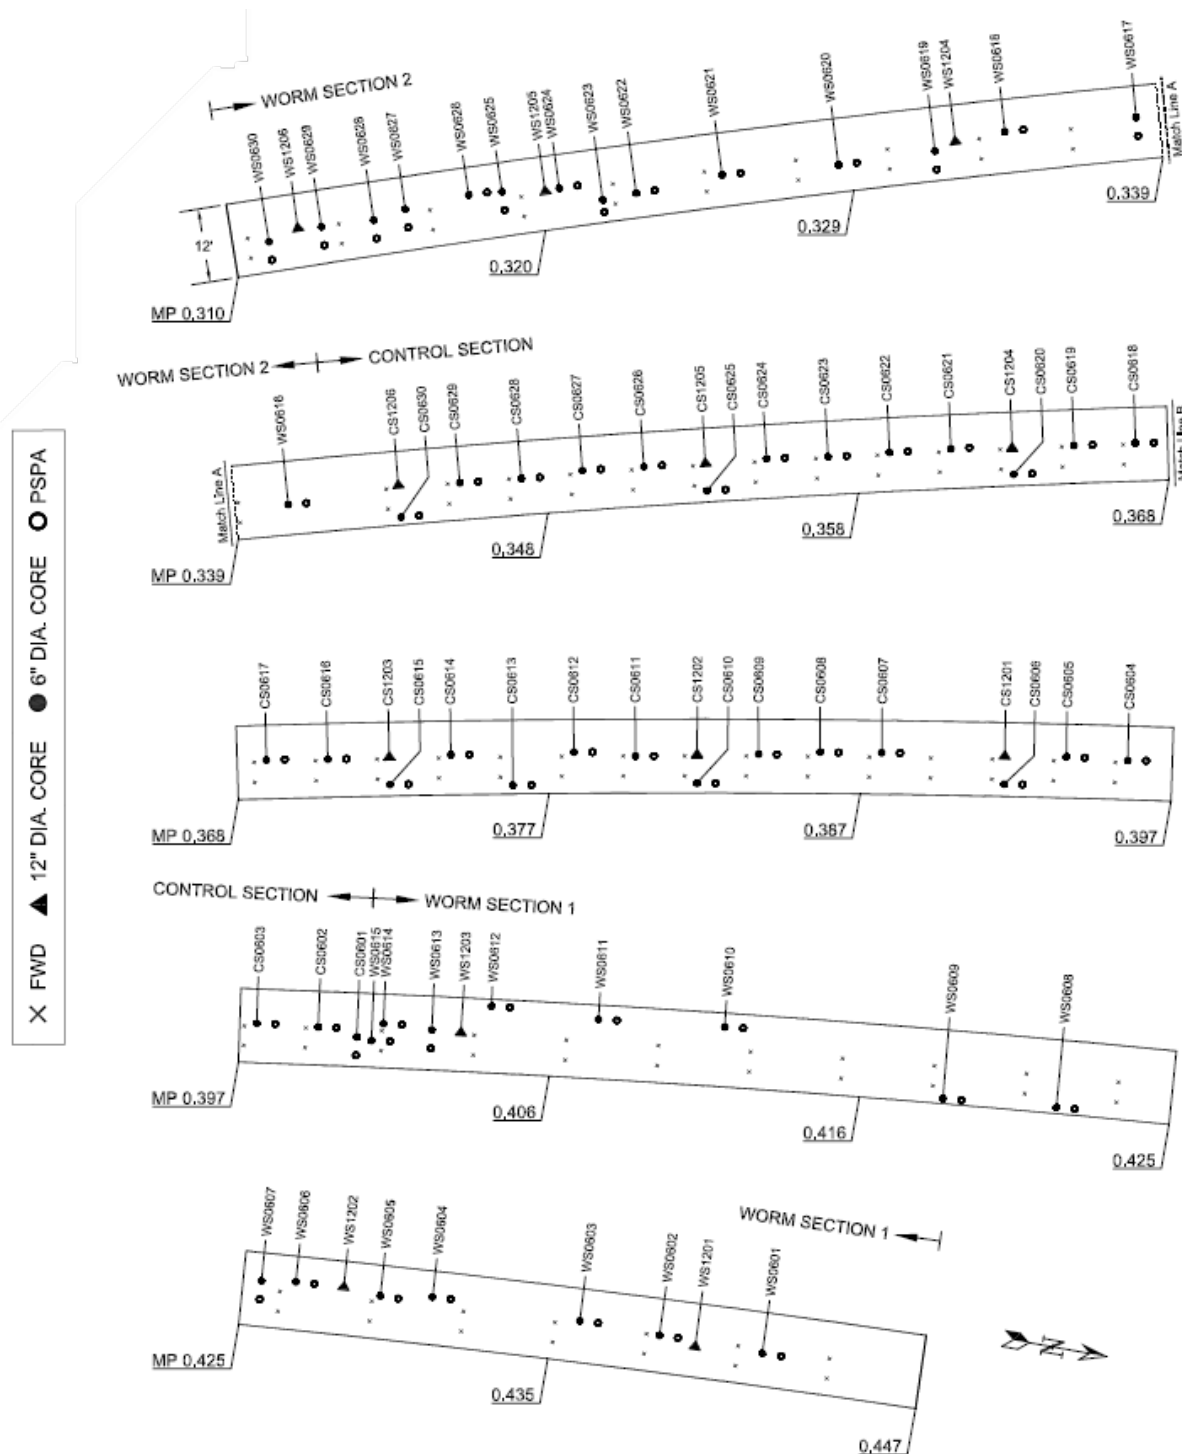 WORM SECTION 2
WS0630
WS1206
WS0629
WS0628
WS0627
WS0626
WS0625
WS1205
WS0624
WS0623
WS0622
WS0621
WS0620
WS0619
WS1204
WS0618
WS0617
Match Line A
12'
MP 0.310
0.320
0.329
0.339
WORM SECTION 2
CONTROL SECTION
WS0616
CS1206
CS0630
CS0629
CS0628
CS0627
CS0626
CS1205
CS0625
CS0624
CS0623
CS0622
CS0621
CS1204
CS0620
CS0619
CS0618
Match Line A
Match Line B
MP 0.339
0.348
0.358
0.368
X FWD ▲ 12" DIA. CORE ● 6" DIA. CORE O PSPA
CS0617
CS0616
CS1203
CS0615
CS0614
CS0613
CS0612
CS0611
CS1202
CS0610
CS0609
CS0608
CS0607
CS1201
CS0606
CS0605
CS0604
MP 0.368
0.377
0.387
0.397
CONTROL SECTION
WORM SECTION 1
CS0603
CS0602
CS0601
WS0615
WS0614
WS0613
WS1203
WS0612
WS0611
WS0610
WS0609
WS0608
MP 0.397
0.406
0.416
0.425
WS0607
WS0606
WS1202
WS0605
WS0604
WS0603
WS0602
WS1201
WS0601
WORM SECTION 1
MP 0.425
0.435
0.447
N